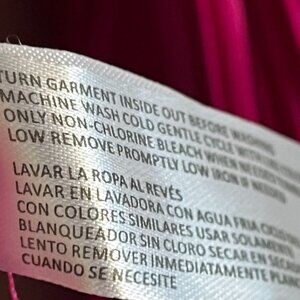 TURN GARMENT INSIDE OUT BEFORE WASHING
MACHINE WASH COLD GENTLE CYCLE WITH
ONLY NON-CHLORINE BLEACH WHEN NEEDED
LOW REMOVE PROMPTLY LOW IRON IF NEEDED
LAVAR LA ROPA AL REVÉS
LAVAR EN LAVADORA CON AGUA FRIA
CON COLORES SIMILARES USAR SOLAMENTE
BLANQUEADOR SIN CLORO SECAR EN
LENTO REMOVER INMEDIATAMENTE
CUANDO SE NECESITE